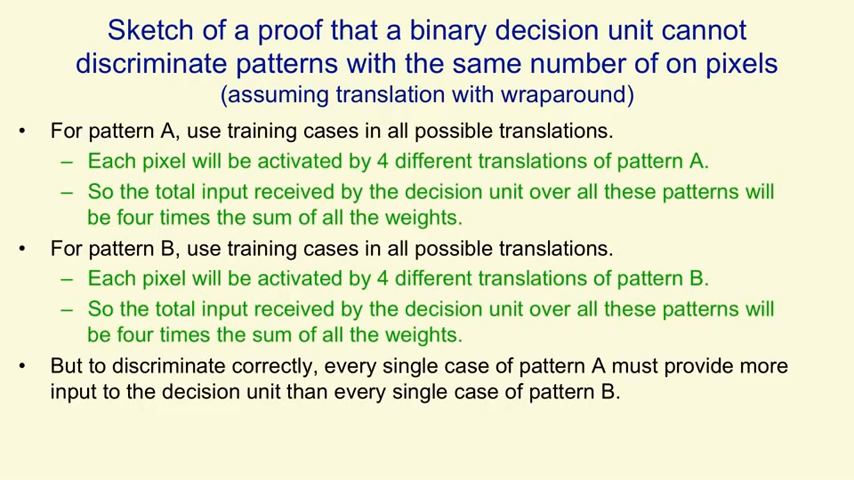 Sketch of a proof that a binary decision unit cannot
discriminate patterns with the same number of on pixels
(assuming translation with wraparound)
• For pattern A, use training cases in all possible translations.
– Each pixel will be activated by 4 different translations of pattern A.
– So the total input received by the decision unit over all these patterns will
be four times the sum of all the weights.
• For pattern B, use training cases in all possible translations.
– Each pixel will be activated by 4 different translations of pattern B.
– So the total input received by the decision unit over all these patterns will
be four times the sum of all the weights.
• But to discriminate correctly, every single case of pattern A must provide more
input to the decision unit than every single case of pattern B.